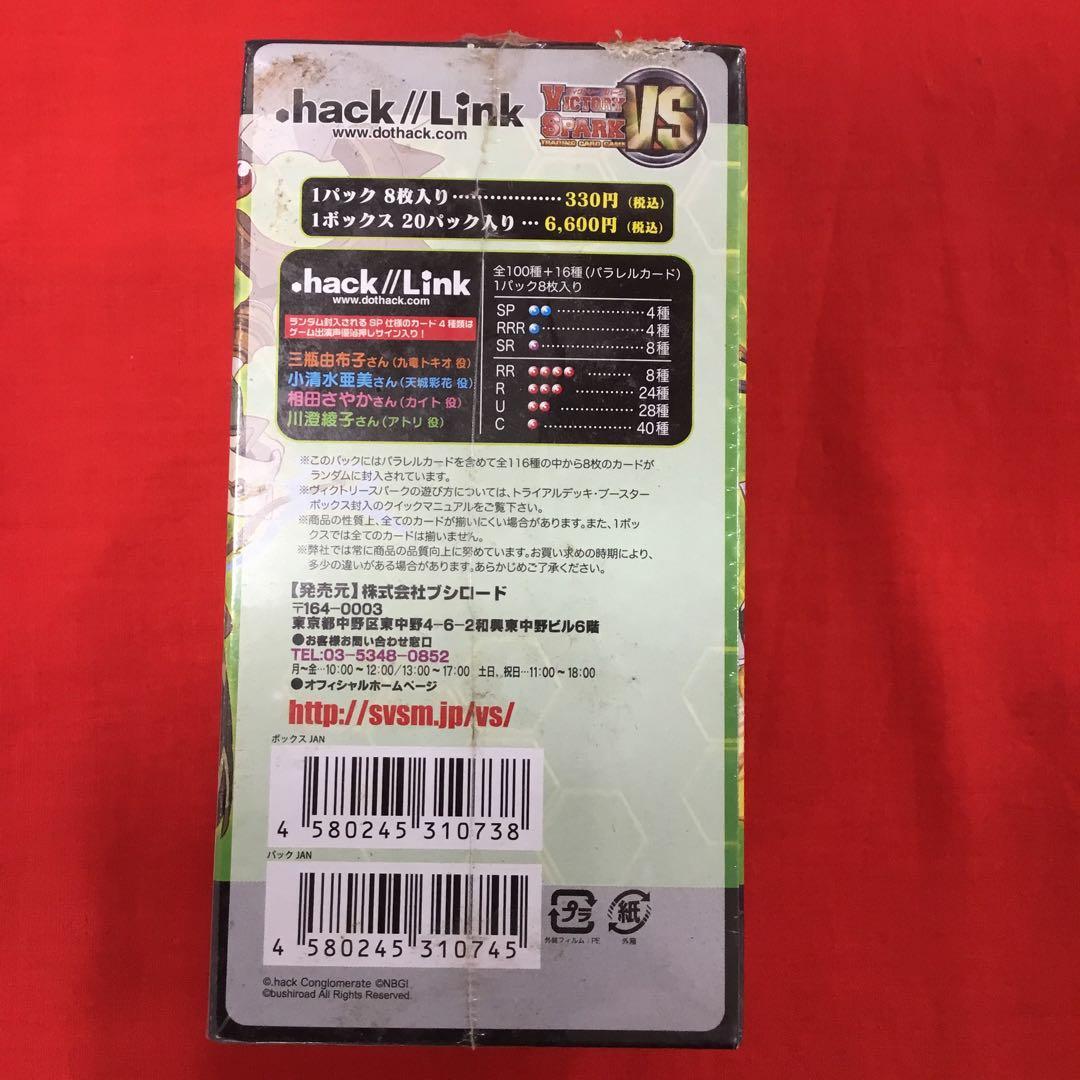 .hack//Link
www.dothack.com
VICTORY
SPARK
TRADING CARD GAME
VS
1パック 8枚入り………………330円(税込)
1ボックス 20パック入り…6,600円(税込)
.hack//Link
www.dothack.com
ランダム封入される SP 仕様のカード 4 種類は
ゲーム出演声優箔押しサイン入り!
三瓶由布子さん(九竜トキオ 役)
小清水亜美さん(天城彩花 役)
相田さやかさん(カイト 役)
川澄綾子さん(アトリ 役)
全100種+16種(パラレルカード)
1パック8枚入り
SP ………………4種
RRR ………………4種
SR ………………8種
RR ………8種
R …………24種
U ……………28種
C ………………40種
※このパックにはパラレルカードを含めて全116種の中から8枚のカードが
ランダムに封入されています。
※ヴィクトリースパークの遊び方については、トライアルデッキ・ブースター
ボックス封入のクイックマニュアルをご覧下さい。
※商品の性質上、全てのカードが揃いにくい場合があります。また、1ボッ
クスでは全てのカードは揃いません。
※弊社では常に商品の品質向上に努めています。お買い求めの時期により、
多少の違いがある場合があります。あらかじめご了承ください。
【発売元】株式会社ブシロード
〒164-0003
東京都中野区東中野4-6-2和興東中野ビル6階
●お客様お問い合わせ窓口
TEL:03-5348-0852
月~金…10:00~12:00/13:00~17:00 土日、祝日…11:00~18:00
●オフィシャルホームページ
http://svsm.jp/vs/
ボックス JAN
4 580245 310738
パック JAN
4 580245 310745
プラ
外装フィルム:PE
紙
外箱
©.hack Conglomerate ©NBGI
©bushiroad All Rights Reserved.